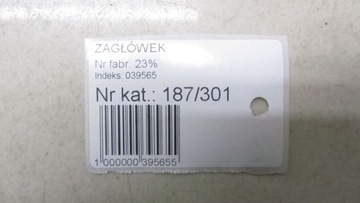 ZAGŁÓWEK
Nr fabr. 23%
Indeks: 039565
Nr kat.: 187/301
1 000000 395655